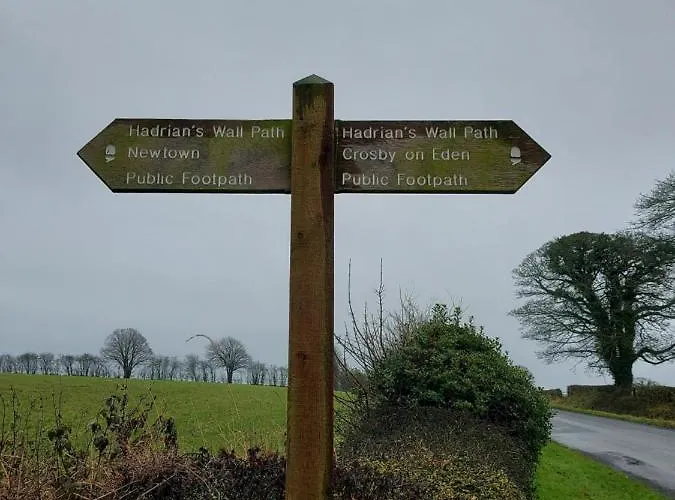 Hadrian's Wall Path
Newtown
Public Footpath
Hadrian's Wall Path
Crosby on Eden
Public Footpath